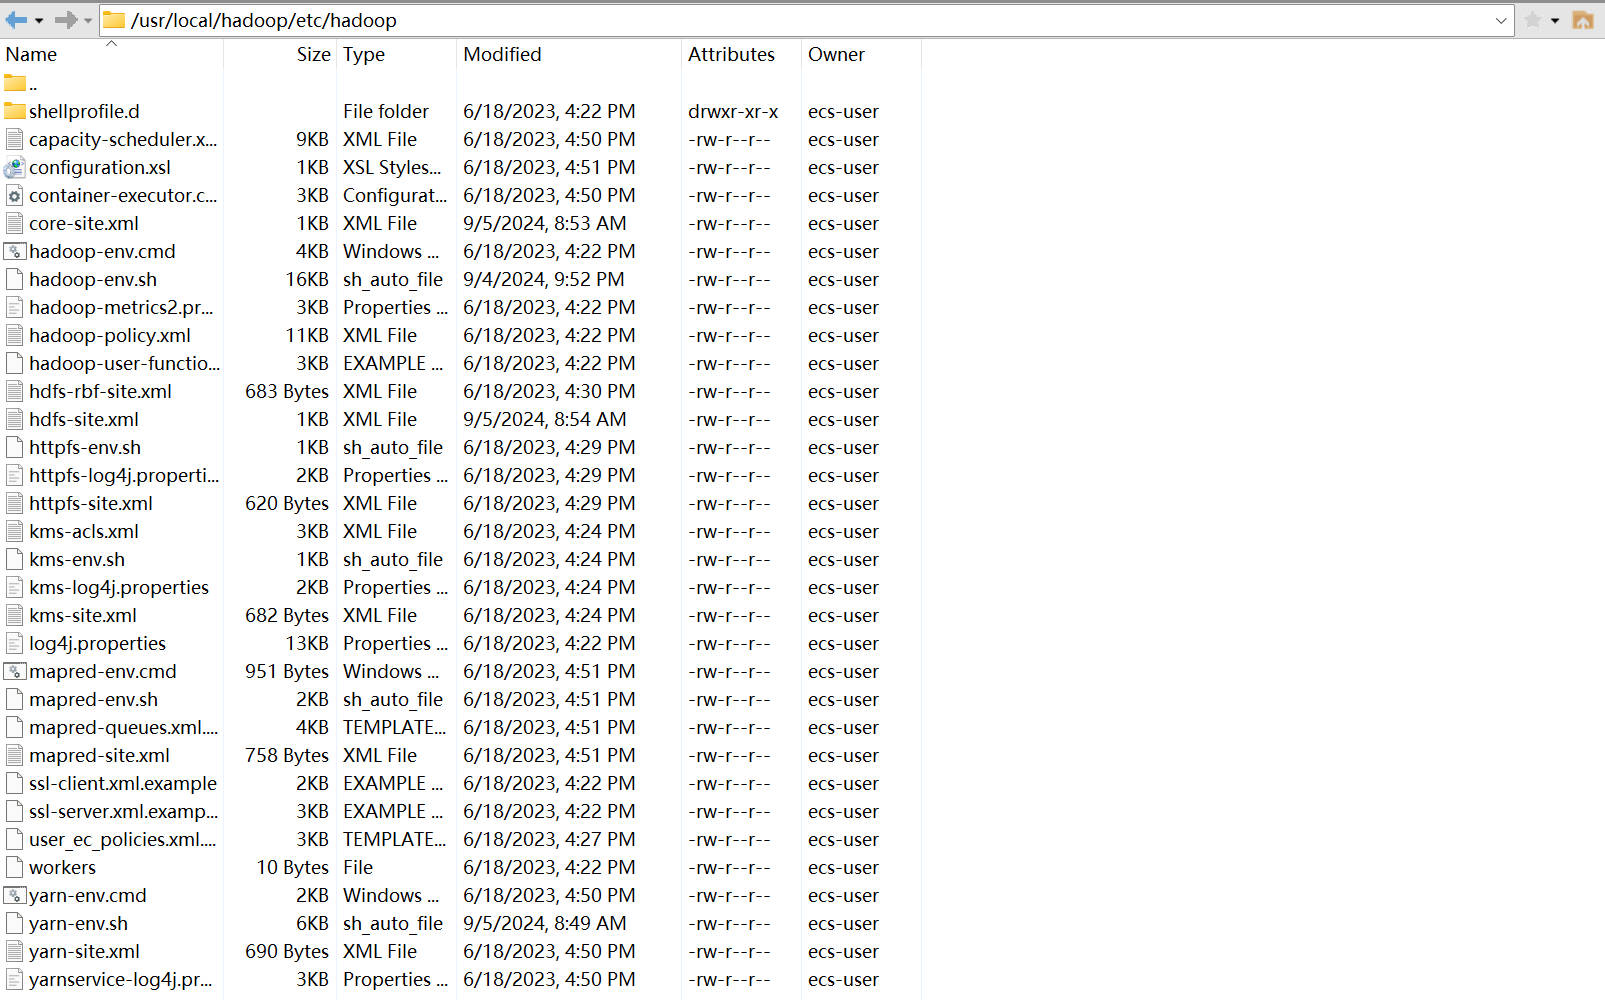 /usr/local/hadoop/etc/hadoop
Name Size Type Modified Attributes Owner
..
shellprofile.d File folder 6/18/2023, 4:22 PM drwxr-xr-x ecs-user
capacity-scheduler.x... 9KB XML File 6/18/2023, 4:50 PM -rw-r--r-- ecs-user
configuration.xsl 1KB XSL Styles... 6/18/2023, 4:51 PM -rw-r--r-- ecs-user
container-executor.c... 3KB Configurat... 6/18/2023, 4:50 PM -rw-r--r-- ecs-user
core-site.xml 1KB XML File 9/5/2024, 8:53 AM -rw-r--r-- ecs-user
hadoop-env.cmd 4KB Windows ... 6/18/2023, 4:22 PM -rw-r--r-- ecs-user
hadoop-env.sh 16KB sh_auto_file 9/4/2024, 9:52 PM -rw-r--r-- ecs-user
hadoop-metrics2.pr... 3KB Properties ... 6/18/2023, 4:22 PM -rw-r--r-- ecs-user
hadoop-policy.xml 11KB XML File 6/18/2023, 4:22 PM -rw-r--r-- ecs-user
hadoop-user-functio... 3KB EXAMPLE ... 6/18/2023, 4:22 PM -rw-r--r-- ecs-user
hdfs-rbf-site.xml 683 Bytes XML File 6/18/2023, 4:30 PM -rw-r--r-- ecs-user
hdfs-site.xml 1KB XML File 9/5/2024, 8:54 AM -rw-r--r-- ecs-user
httpfs-env.sh 1KB sh_auto_file 6/18/2023, 4:29 PM -rw-r--r-- ecs-user
httpfs-log4j.properti... 2KB Properties ... 6/18/2023, 4:29 PM -rw-r--r-- ecs-user
httpfs-site.xml 620 Bytes XML File 6/18/2023, 4:29 PM -rw-r--r-- ecs-user
kms-acls.xml 3KB XML File 6/18/2023, 4:24 PM -rw-r--r-- ecs-user
kms-env.sh 1KB sh_auto_file 6/18/2023, 4:24 PM -rw-r--r-- ecs-user
kms-log4j.properties 2KB Properties ... 6/18/2023, 4:24 PM -rw-r--r-- ecs-user
kms-site.xml 682 Bytes XML File 6/18/2023, 4:24 PM -rw-r--r-- ecs-user
log4j.properties 13KB Properties ... 6/18/2023, 4:22 PM -rw-r--r-- ecs-user
mapred-env.cmd 951 Bytes Windows ... 6/18/2023, 4:51 PM -rw-r--r-- ecs-user
mapred-env.sh 2KB sh_auto_file 6/18/2023, 4:51 PM -rw-r--r-- ecs-user
mapred-queues.xml.... 4KB TEMPLATE... 6/18/2023, 4:51 PM -rw-r--r-- ecs-user
mapred-site.xml 758 Bytes XML File 6/18/2023, 4:51 PM -rw-r--r-- ecs-user
ssl-client.xml.example 2KB EXAMPLE ... 6/18/2023, 4:22 PM -rw-r--r-- ecs-user
ssl-server.xml.examp... 3KB EXAMPLE ... 6/18/2023, 4:22 PM -rw-r--r-- ecs-user
user_ec_policies.xml.... 3KB TEMPLATE... 6/18/2023, 4:27 PM -rw-r--r-- ecs-user
workers 10 Bytes File 6/18/2023, 4:22 PM -rw-r--r-- ecs-user
yarn-env.cmd 2KB Windows ... 6/18/2023, 4:50 PM -rw-r--r-- ecs-user
yarn-env.sh 6KB sh_auto_file 9/5/2024, 8:49 AM -rw-r--r-- ecs-user
yarn-site.xml 690 Bytes XML File 6/18/2023, 4:50 PM -rw-r--r-- ecs-user
yarnservice-log4j.pr... 3KB Properties ... 6/18/2023, 4:50 PM -rw-r--r-- ecs-user